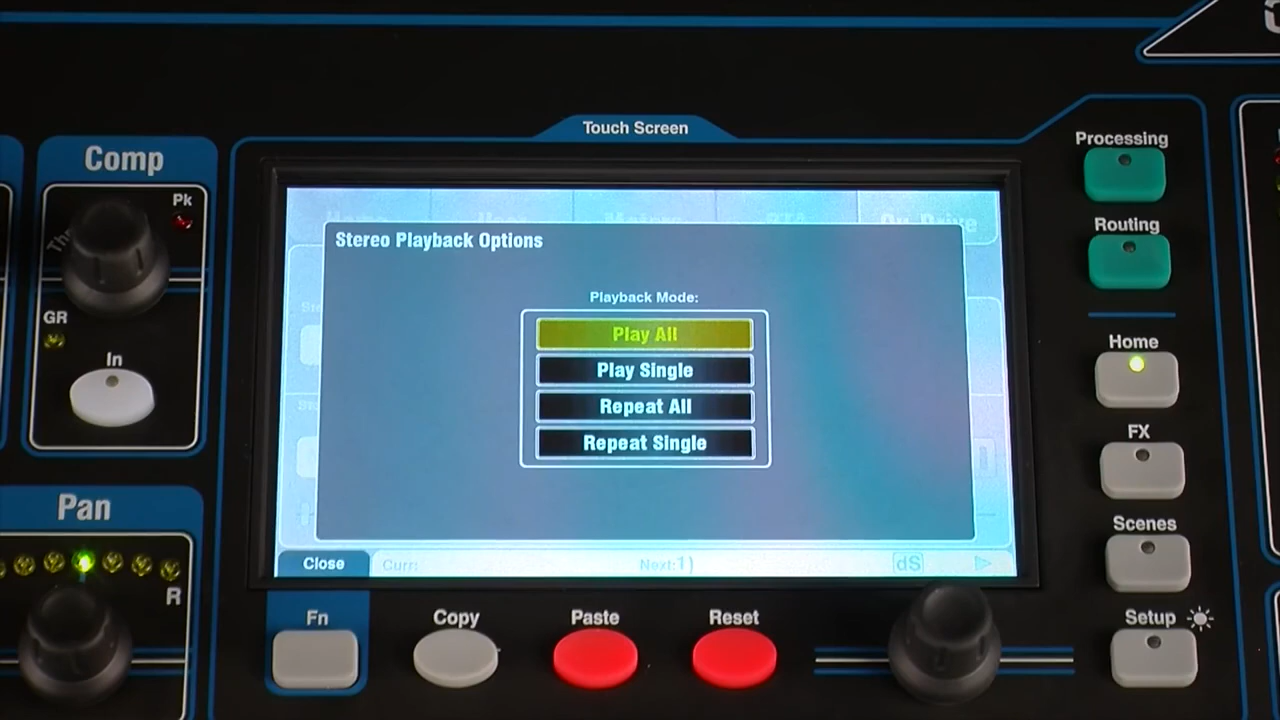 Touch Screen
Processing
Comp
Pk
Routing
Stereo Playback Options
Playback Mode:
Play All
GR
Play Single
Home
In
Repeat All
Repeat Single
FX
Pan
Scenes
Close
Curr:
Next:1)
dS
R
Fn
Copy
Paste
Reset
Setup